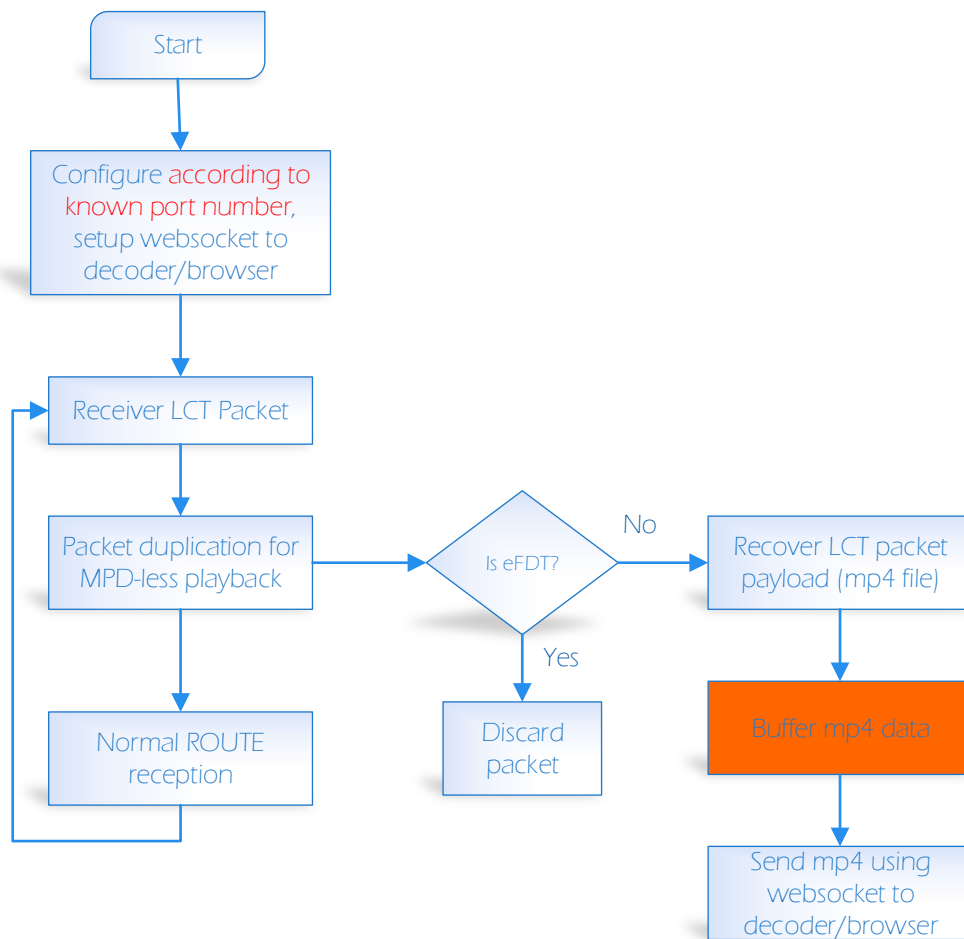 Start
Configure according to
known port number,
setup websocket to
decoder/browser
Receiver LCT Packet
Packet duplication for
MPD-less playback
Is eFDT?
No
Recover LCT packet
payload (mp4 file)
Yes
Buffer mp4 data
Normal ROUTE
reception
Discard
packet
Send mp4 using
websocket to
decoder/browser